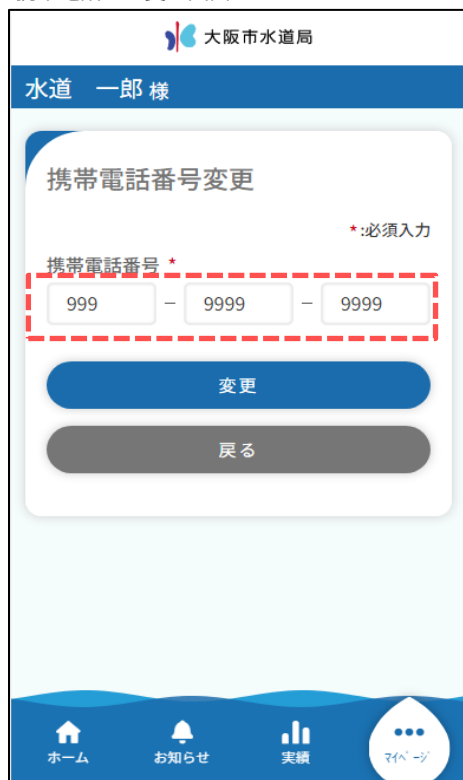 大阪市水道局
水道　一郎 様
携帯電話番号変更
*:必須入力
携帯電話番号 *
999 － 9999 － 9999
変更
戻る
ホーム お知らせ 実績 ﾏｲﾍﾟｰｼﾞ